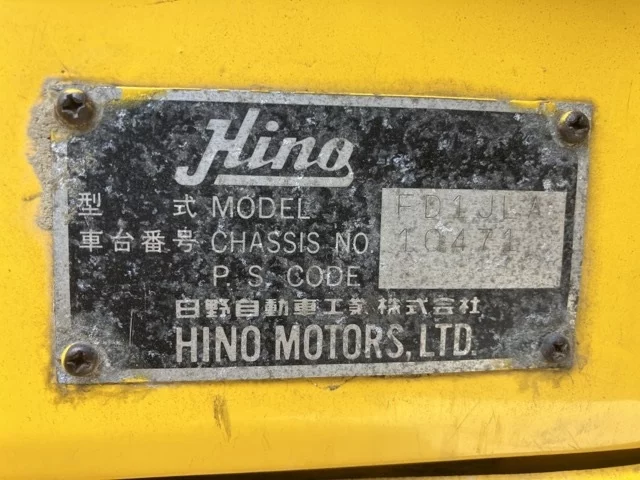 Hino
型 式 MODEL FD1JLA
車台番号 CHASSIS NO. 10471
P. S. CODE
日野自動車工業株式会社
HINO MOTORS, LTD.